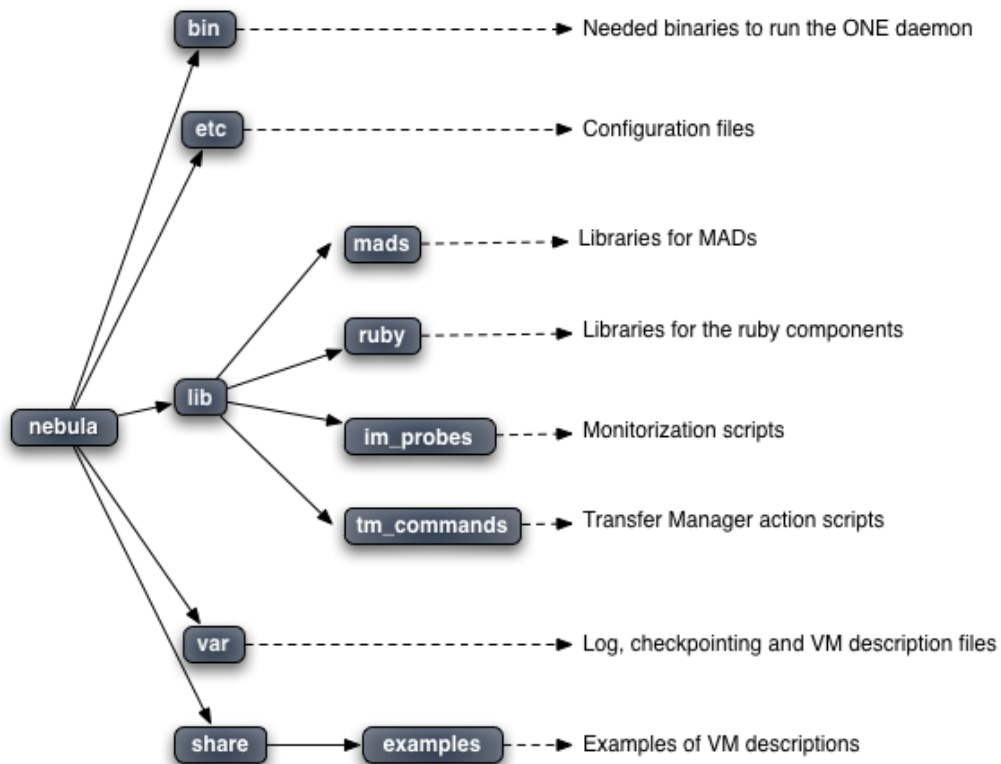 bin
Needed binaries to run the ONE daemon
etc
Configuration files
mads
Libraries for MADs
ruby
Libraries for the ruby components
lib
nebula
im_probes
Monitorization scripts
tm_commands
Transfer Manager action scripts
var
Log, checkpointing and VM description files
share
examples
Examples of VM descriptions